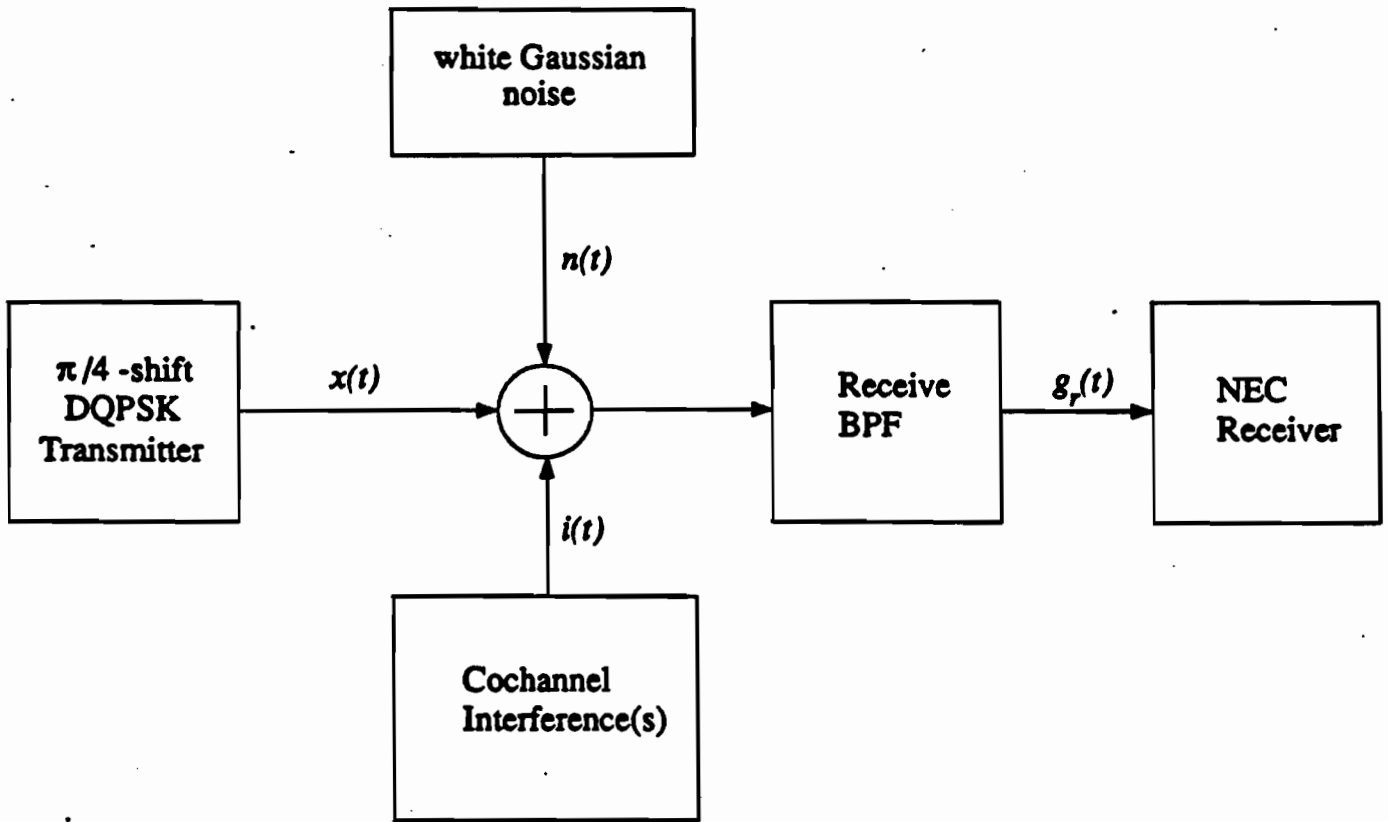 white Gaussian
noise
n(t)
π/4 -shift
DQPSK
Transmitter
x(t)
Receive
BPF
g_r(t)
NEC
Receiver
i(t)
Cochannel
Interference(s)